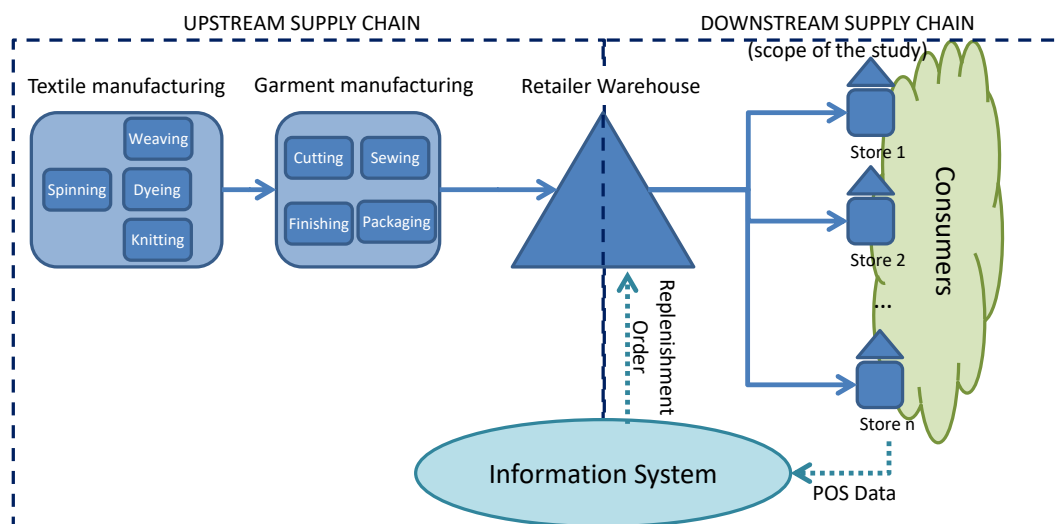 UPSTREAM SUPPLY CHAIN
DOWNSTREAM SUPPLY CHAIN
(scope of the study)
Textile manufacturing
Garment manufacturing
Retailer Warehouse
Weaving
Spinning
Dyeing
Knitting
Cutting
Sewing
Finishing
Packaging
Store 1
Store 2
...
Store n
Consumers
Replenishment
Order
Information System
POS Data